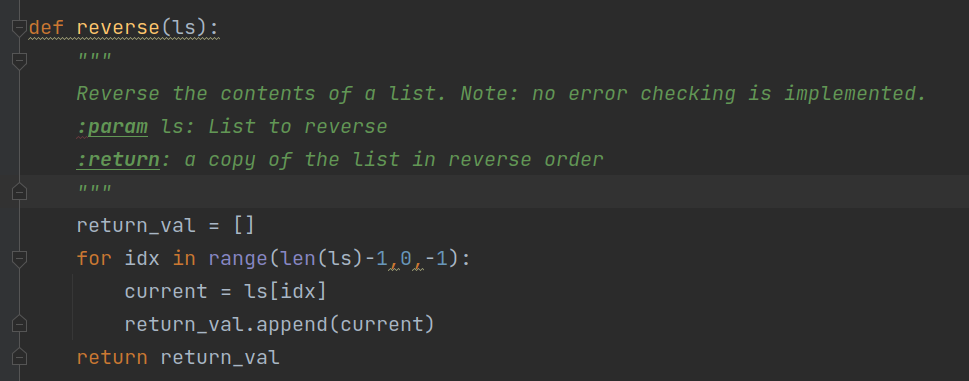 def reverse(ls):
"""
Reverse the contents of a list. Note: no error checking is implemented.
:param ls: List to reverse
:return: a copy of the list in reverse order
"""
return_val = []
for idx in range(len(ls)-1,0,-1):
current = ls[idx]
return_val.append(current)
return return_val